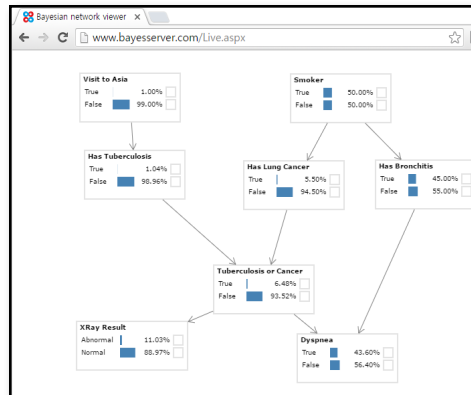 Bayesian network viewer
www.bayesserver.com/Live.aspx
Visit to Asia
True 1.00%
False 99.00%
Smoker
True 50.00%
False 50.00%
Has Tuberculosis
True 1.04%
False 98.96%
Has Lung Cancer
True 5.50%
False 94.50%
Has Bronchitis
True 45.00%
False 55.00%
Tuberculosis or Cancer
True 6.48%
False 93.52%
XRay Result
Abnormal 11.03%
Normal 88.97%
Dyspnea
True 43.60%
False 56.40%